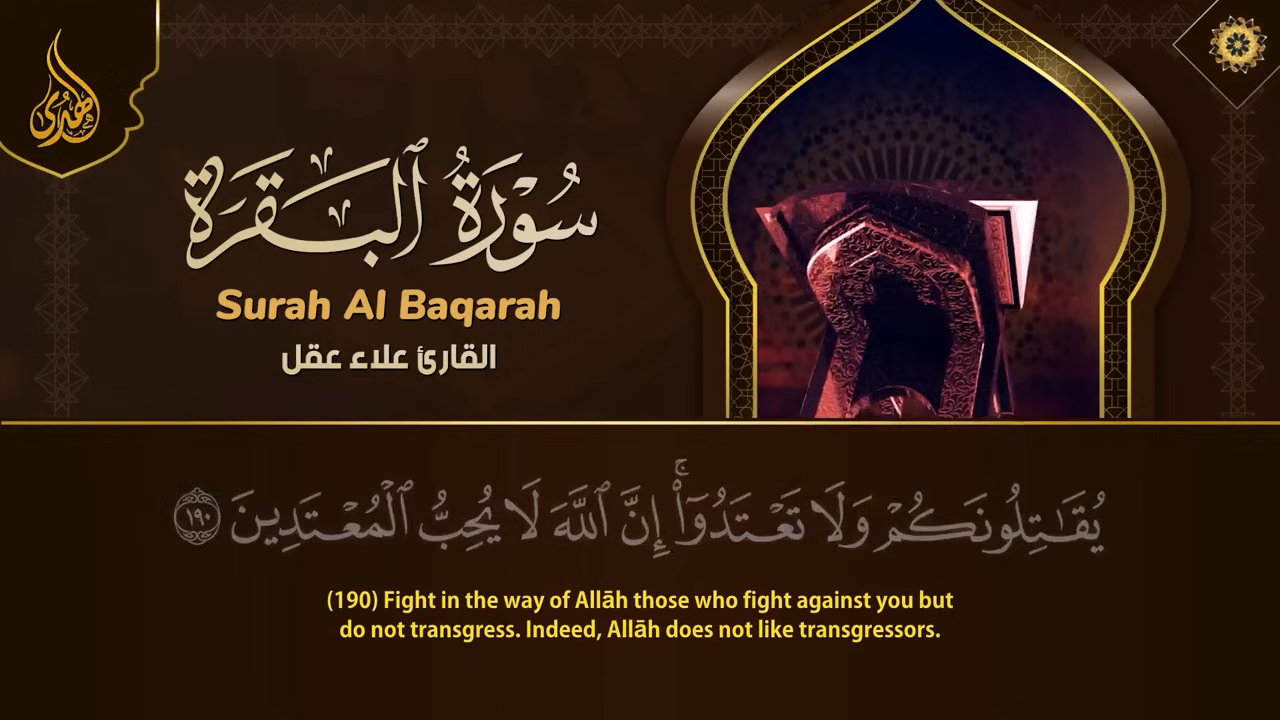 هدى
سُورَةُ ٱلْبَقَرَة
Surah Al Baqarah
القارئ علاء عقل
يُقَٰتِلُونَكُمْ وَلَا تَعْتَدُوٓا۟ ۚ إِنَّ ٱللَّهَ لَا يُحِبُّ ٱلْمُعْتَدِينَ ١٩٠
(190) Fight in the way of Allāh those who fight against you but
do not transgress. Indeed, Allāh does not like transgressors.